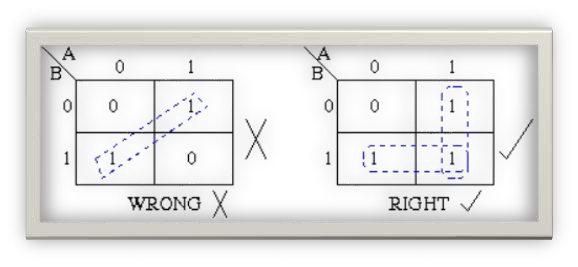 A
B 0 1
0 0 1
1 1 0
WRONG X
A
B 0 1
0 0 1
1 1 1
RIGHT ✓